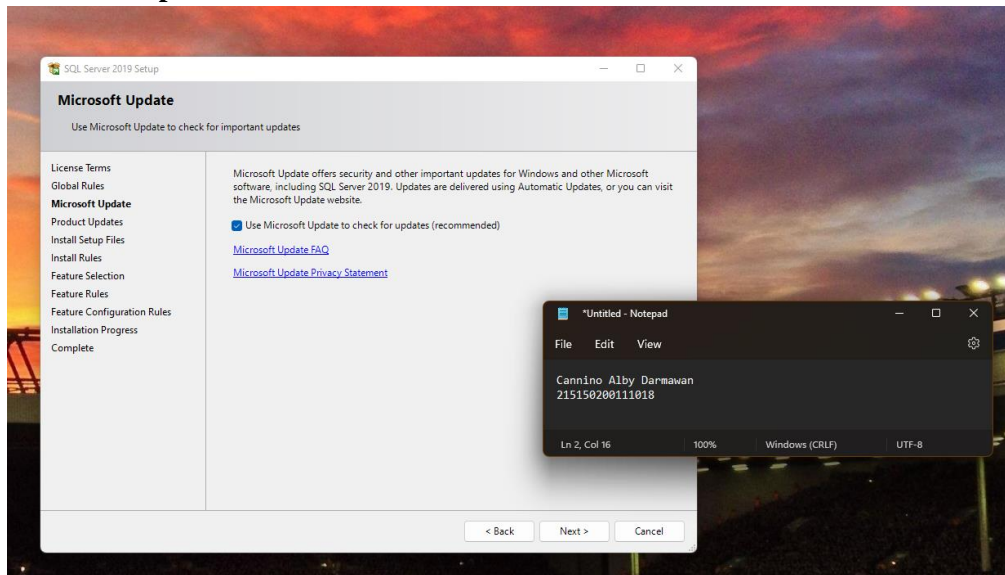 SQL Server 2019 Setup
Microsoft Update
Use Microsoft Update to check for important updates
License Terms
Global Rules
Microsoft Update
Product Updates
Install Setup Files
Install Rules
Feature Selection
Feature Rules
Feature Configuration Rules
Installation Progress
Complete
Microsoft Update offers security and other important updates for Windows and other Microsoft
software, including SQL Server 2019. Updates are delivered using Automatic Updates, or you can visit
the Microsoft Update website.
Use Microsoft Update to check for updates (recommended)
Microsoft Update FAQ
Microsoft Update Privacy Statement
*Untitled - Notepad
File Edit View
Cannino Alby Darmawan
215150200111018
Ln 2, Col 16 100% Windows (CRLF) UTF-8
< Back Next > Cancel